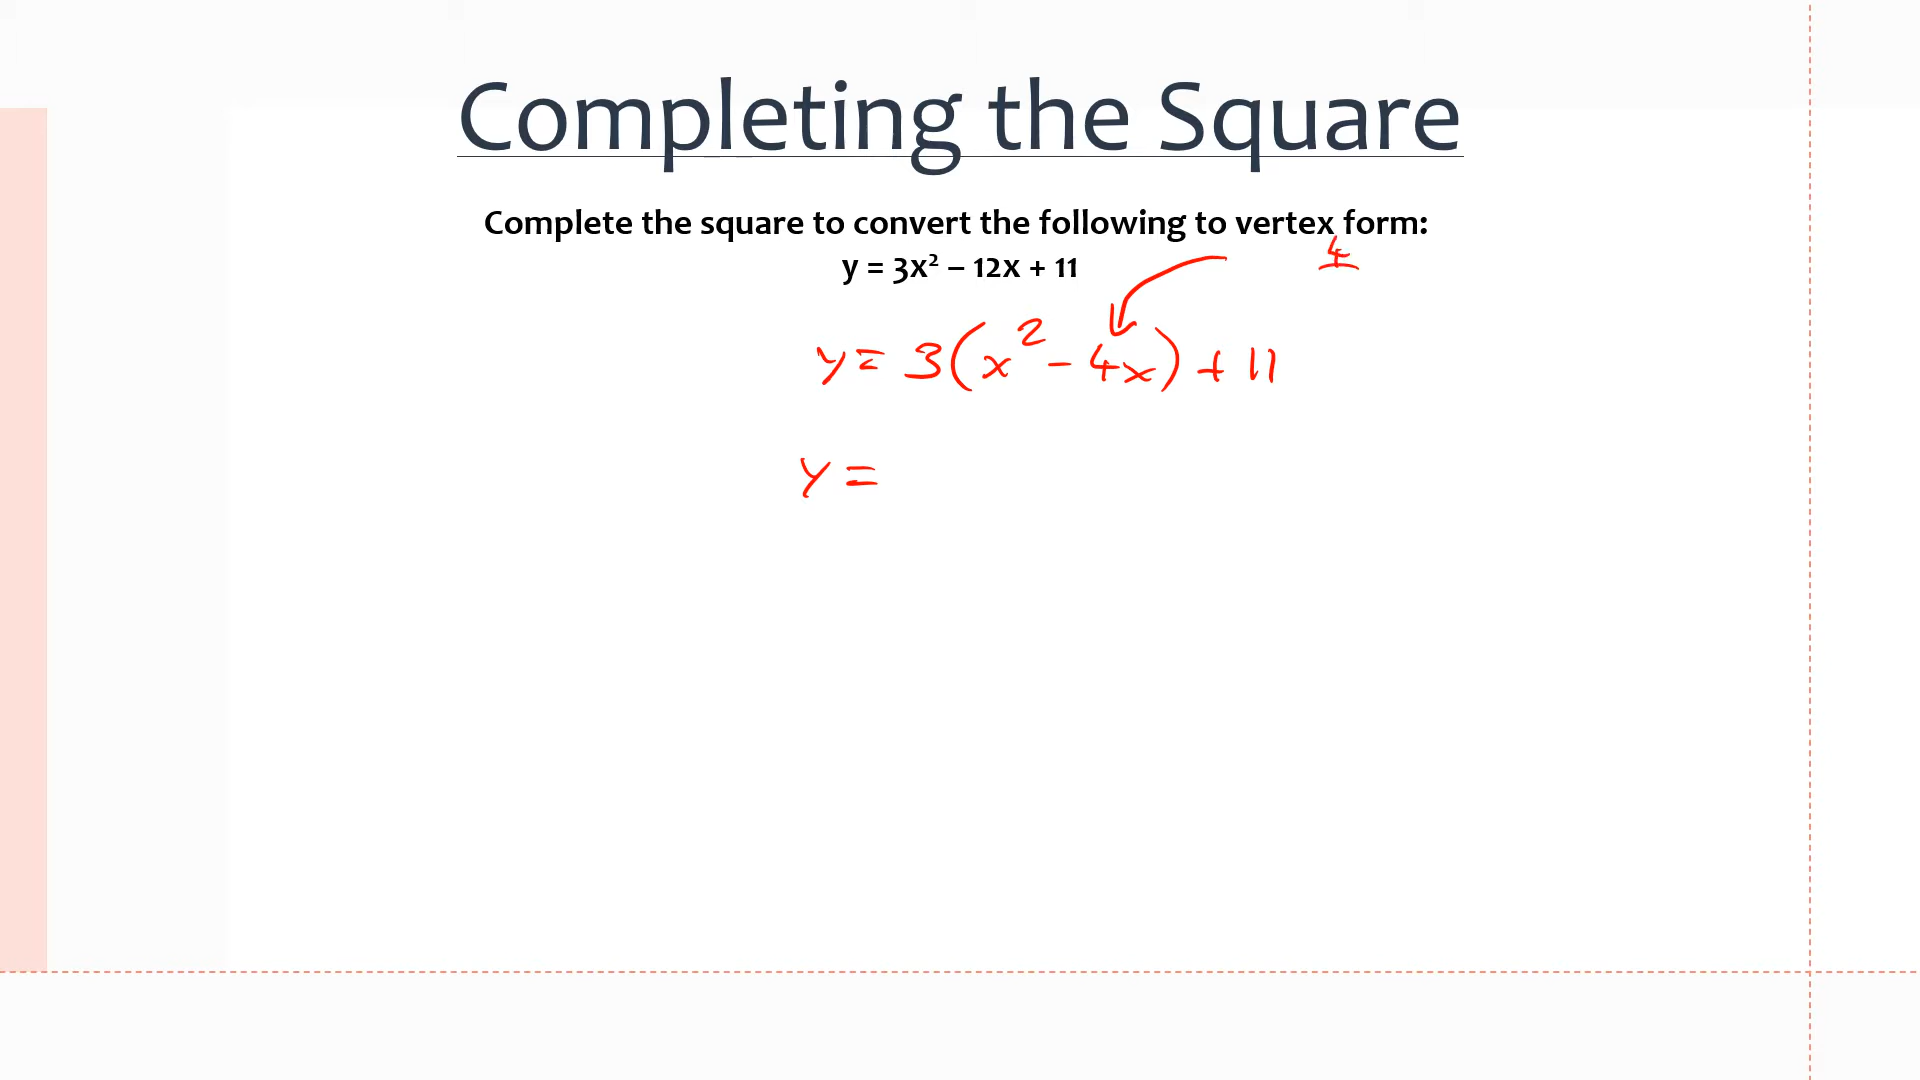 Completing the Square
Complete the square to convert the following to vertex form:
y = 3x² – 12x + 11
4
y = 3(x² - 4x) + 11
y =